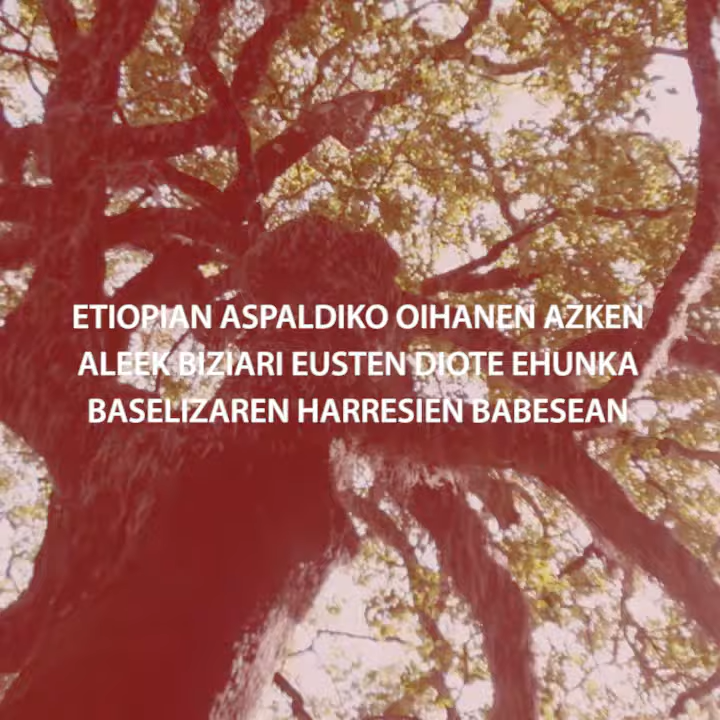 ETIOPIAN ASPALDIKO OIHANEN AZKEN
ALEEK BIZIARI EUSTEN DIOTE EHUNKA
BASELIZAREN HARRESIEN BABESEAN